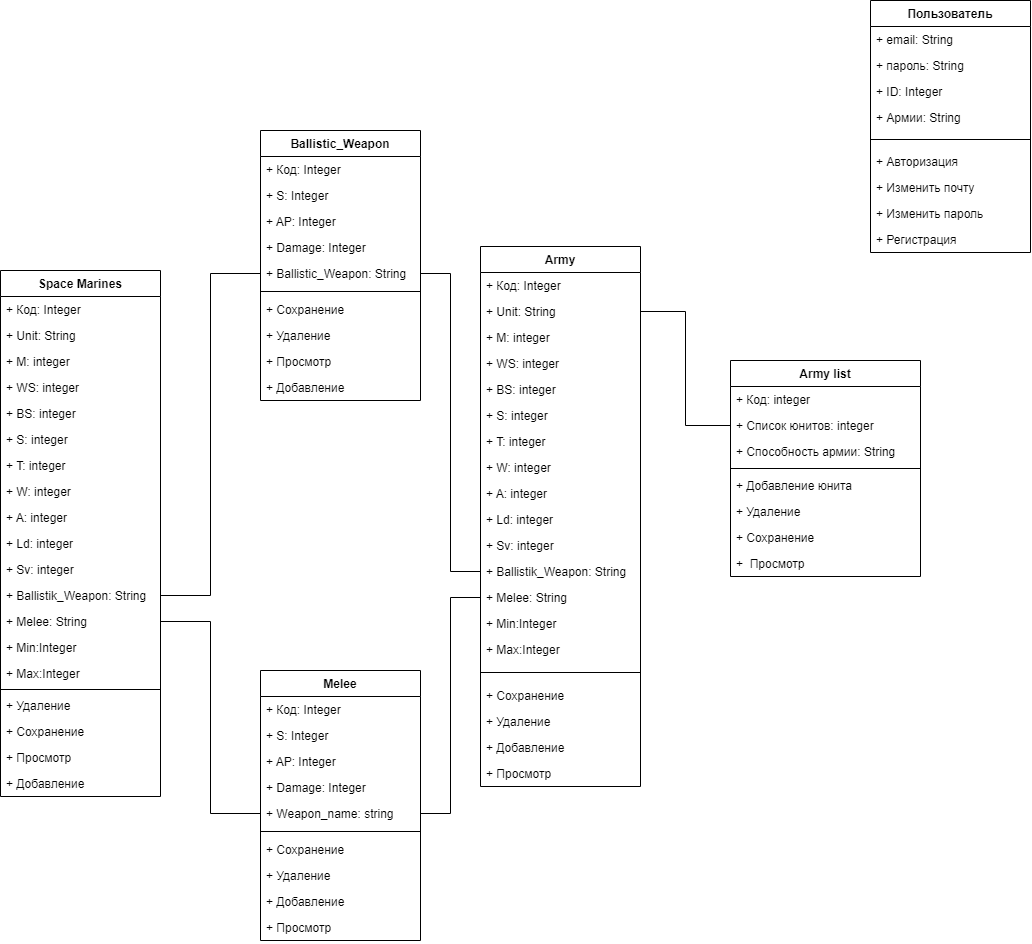 Пользователь
+ email: String
+ пароль: String
+ ID: Integer
+ Армии: String
+ Авторизация
+ Изменить почту
+ Изменить пароль
+ Регистрация
Ballistic_Weapon
+ Код: Integer
+ S: Integer
+ AP: Integer
+ Damage: Integer
+ Ballistic_Weapon: String
+ Сохранение
+ Удаление
+ Просмотр
+ Добавление
Space Marines
+ Код: Integer
+ Unit: String
+ M: integer
+ WS: integer
+ BS: integer
+ S: integer
+ T: integer
+ W: integer
+ A: integer
+ Ld: integer
+ Sv: integer
+ Ballistik_Weapon: String
+ Melee: String
+ Min:Integer
+ Max:Integer
+ Удаление
+ Сохранение
+ Просмотр
+ Добавление
Melee
+ Код: Integer
+ S: Integer
+ AP: Integer
+ Damage: Integer
+ Weapon_name: string
+ Сохранение
+ Удаление
+ Добавление
+ Просмотр
Army
+ Код: Integer
+ Unit: String
+ M: integer
+ WS: integer
+ BS: integer
+ S: integer
+ T: integer
+ W: integer
+ A: integer
+ Ld: integer
+ Sv: integer
+ Ballistik_Weapon: String
+ Melee: String
+ Min:Integer
+ Max:Integer
+ Сохранение
+ Удаление
+ Добавление
+ Просмотр
Army list
+ Код: integer
+ Список юнитов: integer
+ Способность армии: String
+ Добавление юнита
+ Удаление
+ Сохранение
+ Просмотр